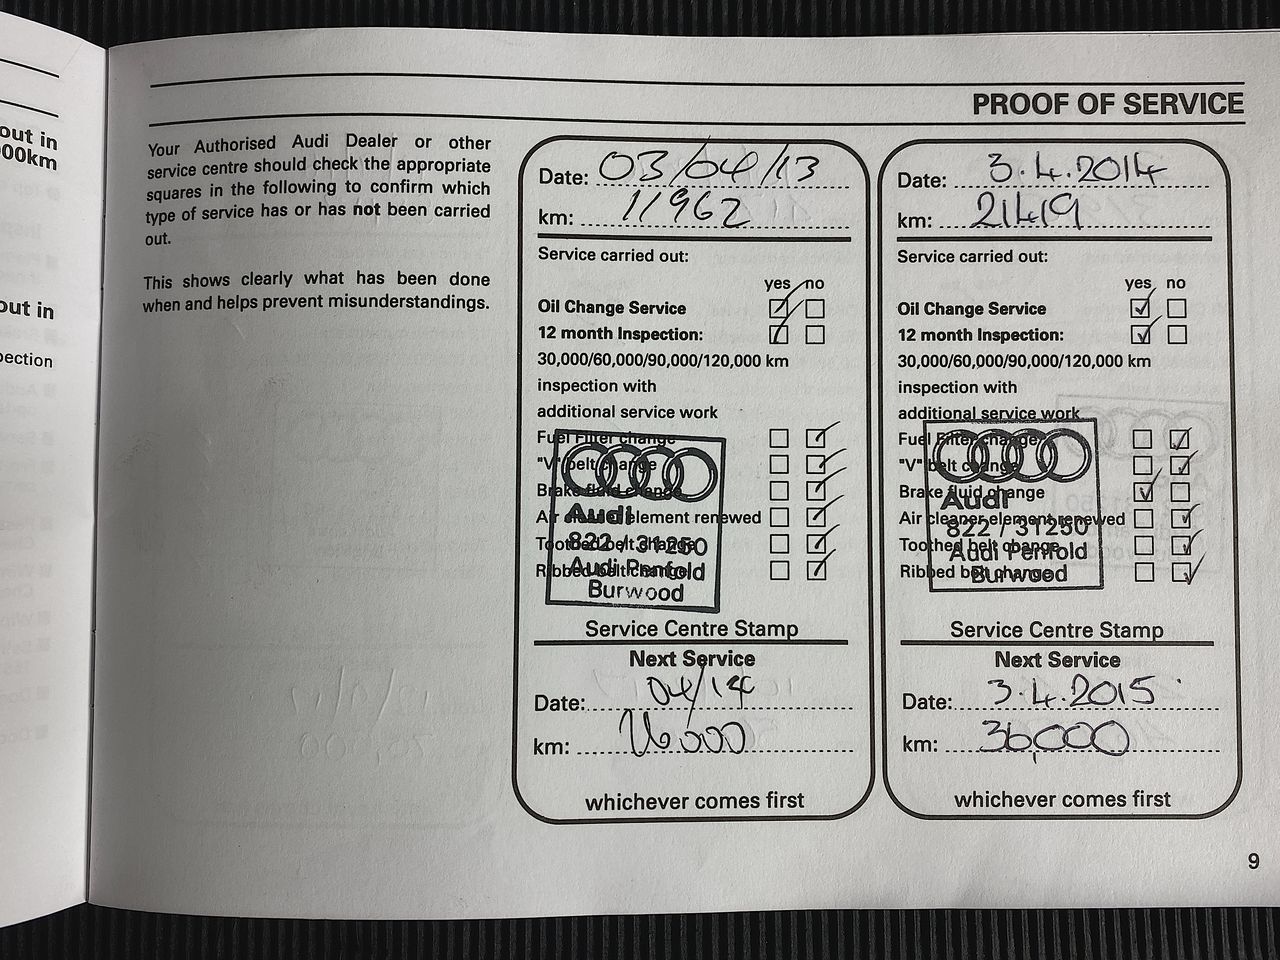 out in
00km
out in
pection
PROOF OF SERVICE
Your Authorised Audi Dealer or other
service centre should check the appropriate
squares in the following to confirm which
type of service has or has not been carried
out.
This shows clearly what has been done
when and helps prevent misunderstandings.
Date: 03/04/13
km: 11962
Service carried out:
yes no
Oil Change Service
12 month Inspection:
30,000/60,000/90,000/120,000 km
inspection with
additional service work
Fuel Filter change
"V" belt change
Brake fluid change
Air cleaner element renewed
Toothed belt change
Ribbed belt change
Audi
822 / 31250
Audi Penfold
Burwood
Service Centre Stamp
Next Service
Date: 04/14
km: 26000
whichever comes first
Date: 3.4.2014
km: 21419
Service carried out:
yes no
Oil Change Service
12 month Inspection:
30,000/60,000/90,000/120,000 km
inspection with
additional service work
Fuel Filter change
"V" belt change
Brake fluid change
Air cleaner element renewed
Toothed belt change
Ribbed belt change
Audi
822 / 31250
Audi Penfold
Burwood
Service Centre Stamp
Next Service
Date: 3.4.2015
km: 36,000
whichever comes first
9